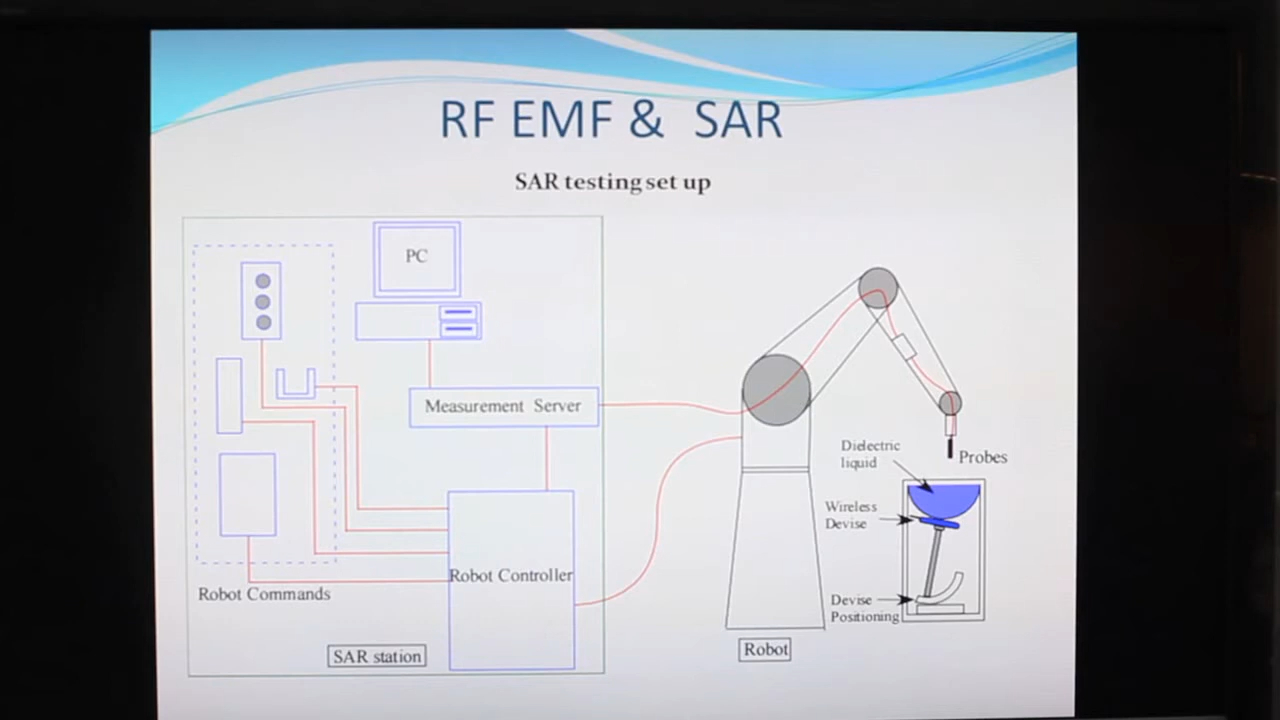 RF EMF & SAR
SAR testing set up
PC
Measurement Server
Robot Controller
Robot Commands
SAR station
Robot
Probes
Dielectric
liquid
Wireless
Devise
Devise
Positioning